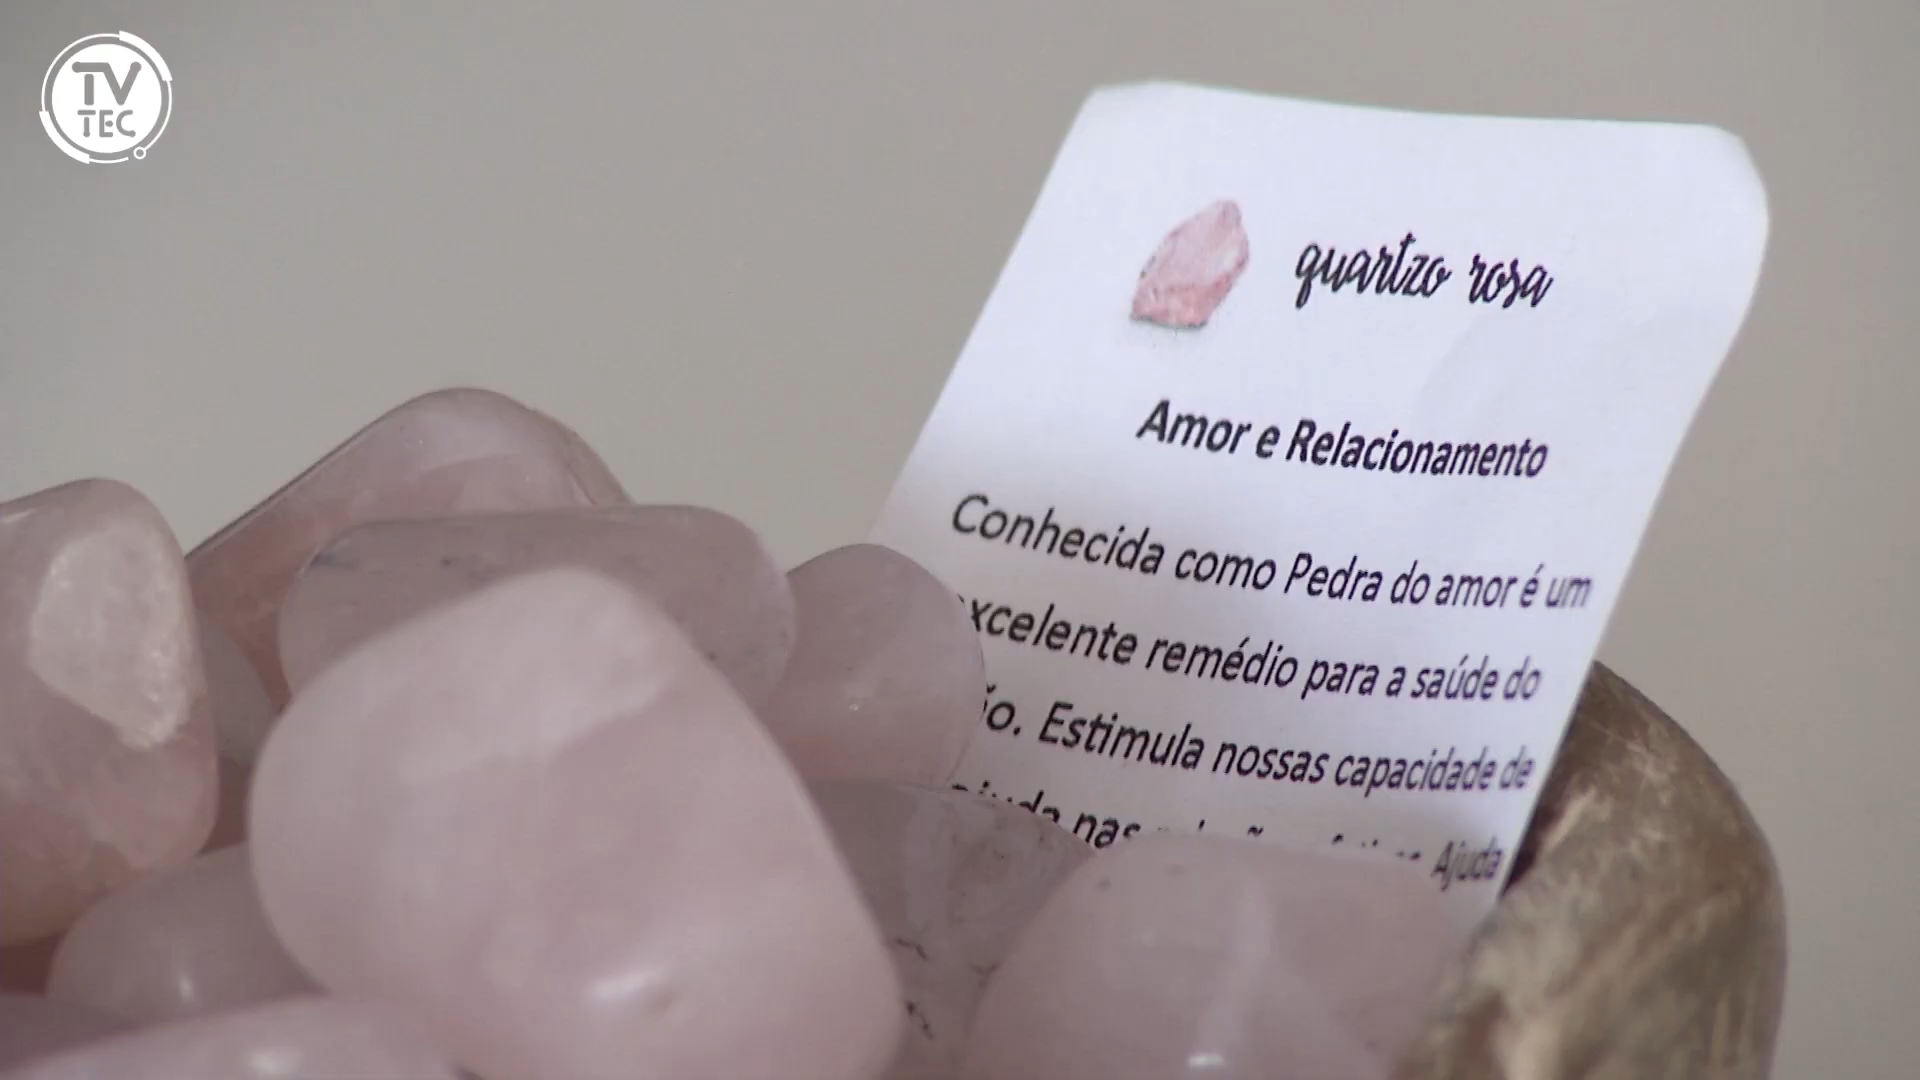 TV
TEC
quartzo rosa
Amor e Relacionamento
Conhecida como Pedra do amor é um
xcelente remédio para a saúde do
ão. Estimula nossas capacidade de
nas Ajuda